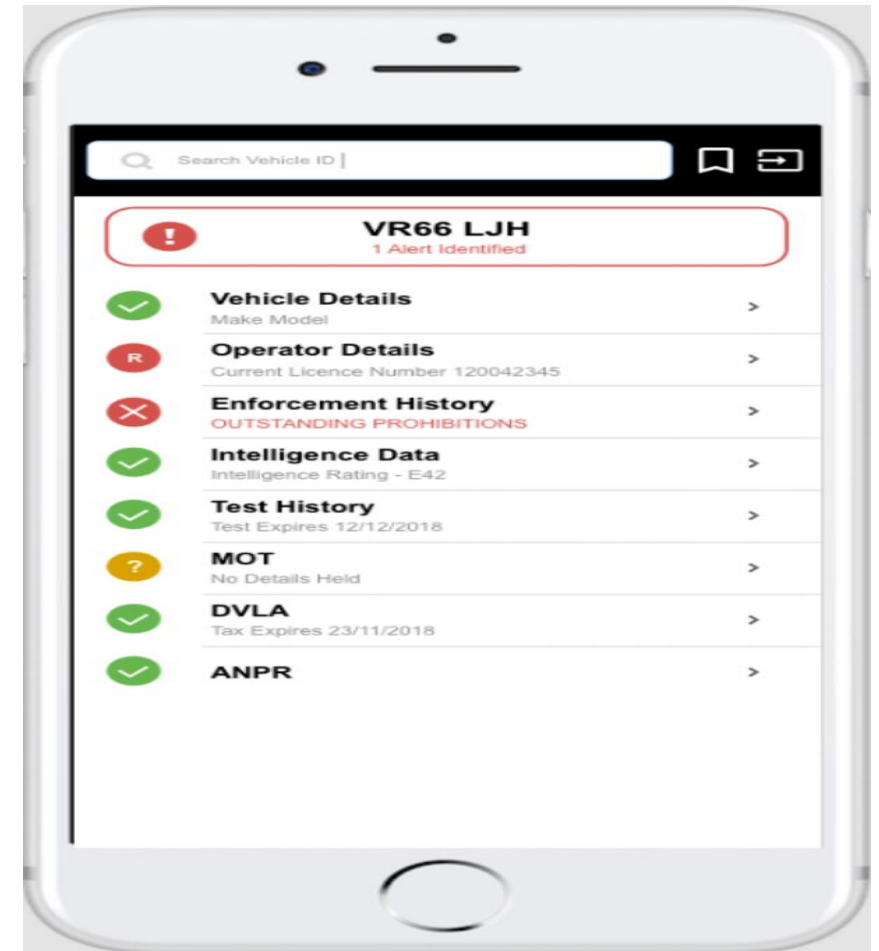 Search Vehicle ID
!
VR66 LJH
1 Alert Identified
Vehicle Details
Make Model
>
R
Operator Details
Current Licence Number 120042345
>
Enforcement History
OUTSTANDING PROHIBITIONS
>
Intelligence Data
Intelligence Rating - E42
>
Test History
Test Expires 12/12/2018
>
?
MOT
No Details Held
>
DVLA
Tax Expires 23/11/2018
>
ANPR
>